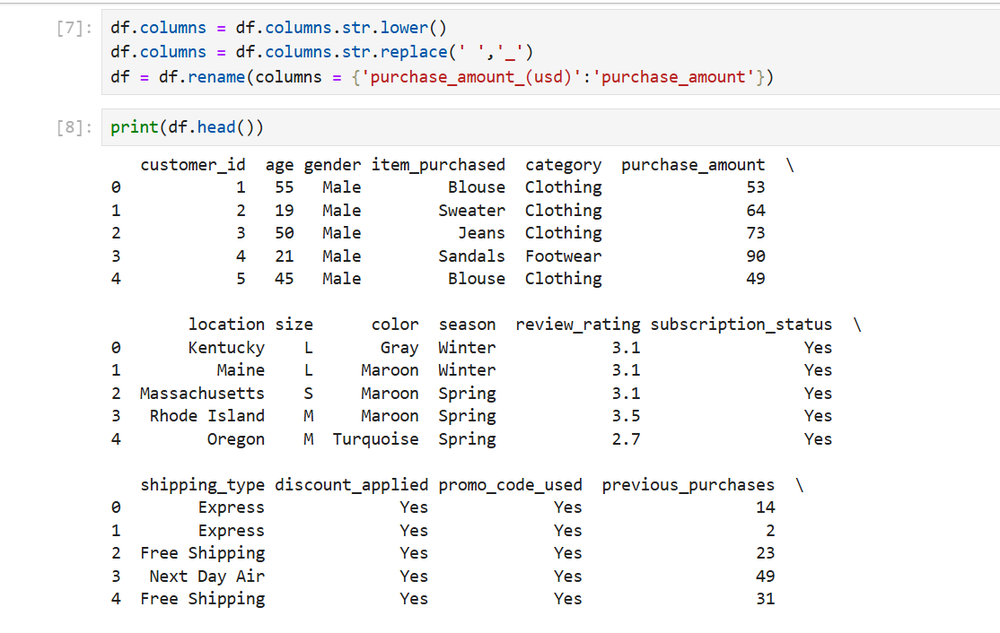 [7]: df.columns = df.columns.str.lower()
df.columns = df.columns.str.replace(' ','_')
df = df.rename(columns = {'purchase_amount_(usd)':'purchase_amount'})
[8]: print(df.head())
customer_id age gender item_purchased category purchase_amount \
0 1 55 Male Blouse Clothing 53
1 2 19 Male Sweater Clothing 64
2 3 50 Male Jeans Clothing 73
3 4 21 Male Sandals Footwear 90
4 5 45 Male Blouse Clothing 49
location size color season review_rating subscription_status \
0 Kentucky L Gray Winter 3.1 Yes
1 Maine L Maroon Winter 3.1 Yes
2 Massachusetts S Maroon Spring 3.1 Yes
3 Rhode Island M Maroon Spring 3.5 Yes
4 Oregon M Turquoise Spring 2.7 Yes
shipping_type discount_applied promo_code_used previous_purchases \
0 Express Yes Yes 14
1 Express Yes Yes 2
2 Free Shipping Yes Yes 23
3 Next Day Air Yes Yes 49
4 Free Shipping Yes Yes 31